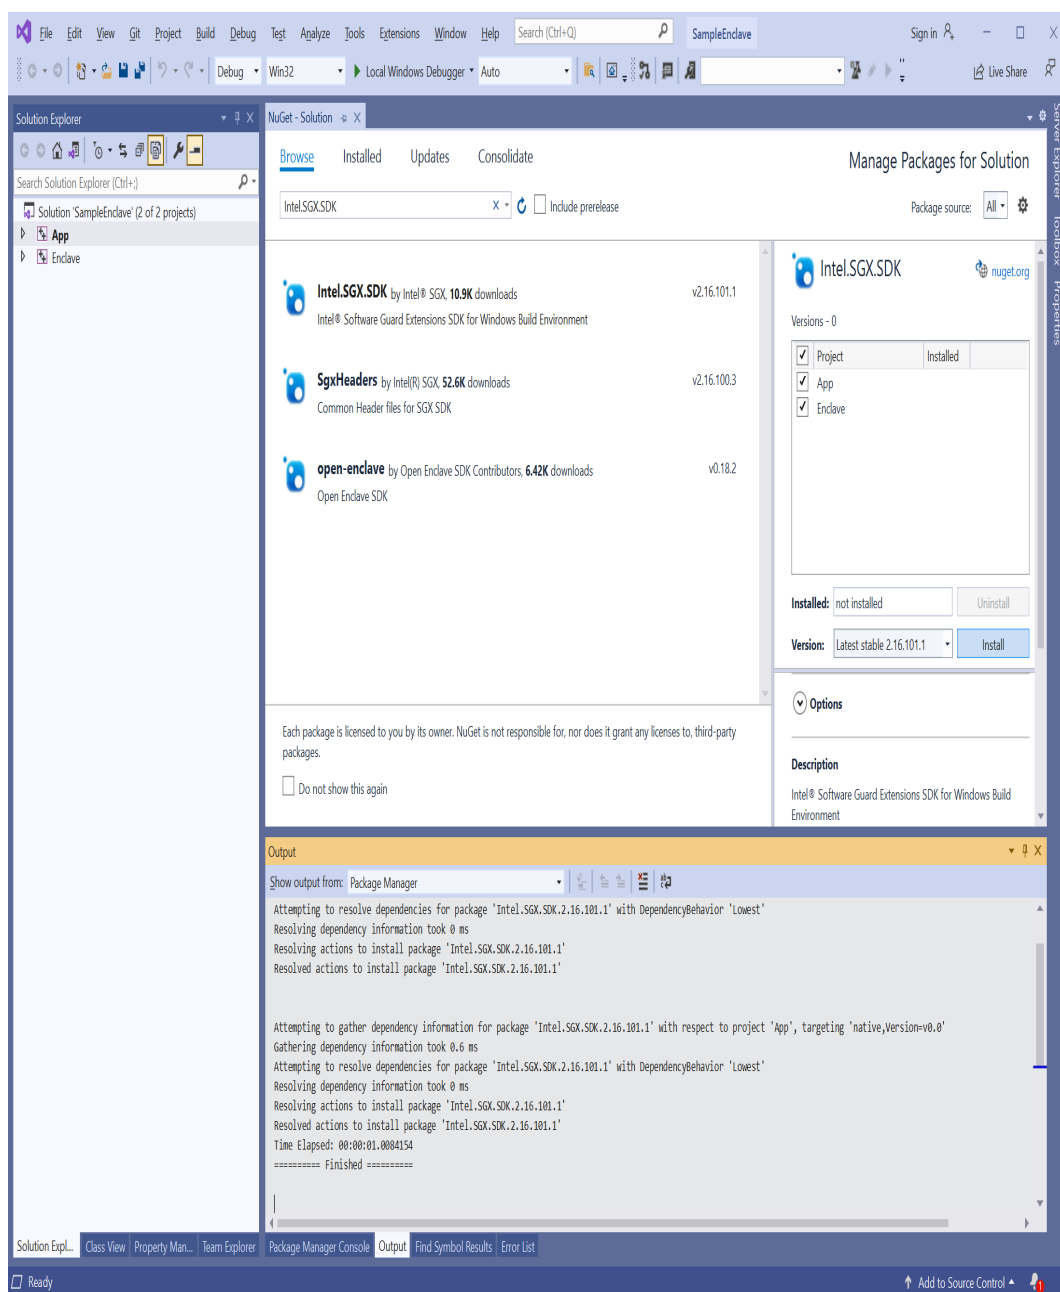 File Edit View Git Project Build Debug Test Analyze Tools Extensions Window Help Search (Ctrl+Q) SampleEnclave Sign in
Debug Win32 Local Windows Debugger Auto Live Share
Solution Explorer
Search Solution Explorer (Ctrl+;)
Solution 'SampleEnclave' (2 of 2 projects)
App
Enclave
NuGet - Solution
Browse Installed Updates Consolidate Manage Packages for Solution
Intel.SGX.SDK Include prerelease Package source: All
Intel.SGX.SDK by Intel® SGX, 10.9K downloads v2.16.101.1
Intel® Software Guard Extensions SDK for Windows Build Environment
SgxHeaders by Intel(R) SGX, 52.6K downloads v2.16.100.3
Common Header files for SGX SDK
open-enclave by Open Enclave SDK Contributors, 6.42K downloads v0.18.2
Open Enclave SDK
Each package is licensed to you by its owner. NuGet is not responsible for, nor does it grant any licenses to, third-party
packages.
Do not show this again
Intel.SGX.SDK nuget.org
Versions - 0
Project Installed
App
Enclave
Installed: not installed Uninstall
Version: Latest stable 2.16.101.1 Install
Options
Description
Intel® Software Guard Extensions SDK for Windows Build
Environment
Server Explorer Toolbox Properties
Output
Show output from: Package Manager
Attempting to resolve dependencies for package 'Intel.SGX.SDK.2.16.101.1' with DependencyBehavior 'Lowest'
Resolving dependency information took 0 ms
Resolving actions to install package 'Intel.SGX.SDK.2.16.101.1'
Resolved actions to install package 'Intel.SGX.SDK.2.16.101.1'
Attempting to gather dependency information for package 'Intel.SGX.SDK.2.16.101.1' with respect to project 'App', targeting 'native,Version=v0.0'
Gathering dependency information took 0.6 ms
Attempting to resolve dependencies for package 'Intel.SGX.SDK.2.16.101.1' with DependencyBehavior 'Lowest'
Resolving dependency information took 0 ms
Resolving actions to install package 'Intel.SGX.SDK.2.16.101.1'
Resolved actions to install package 'Intel.SGX.SDK.2.16.101.1'
Time Elapsed: 00:00:01.0084154
========== Finished ==========
Solution Expl... Class View Property Man... Team Explorer Package Manager Console Output Find Symbol Results Error List
Ready Add to Source Control 1